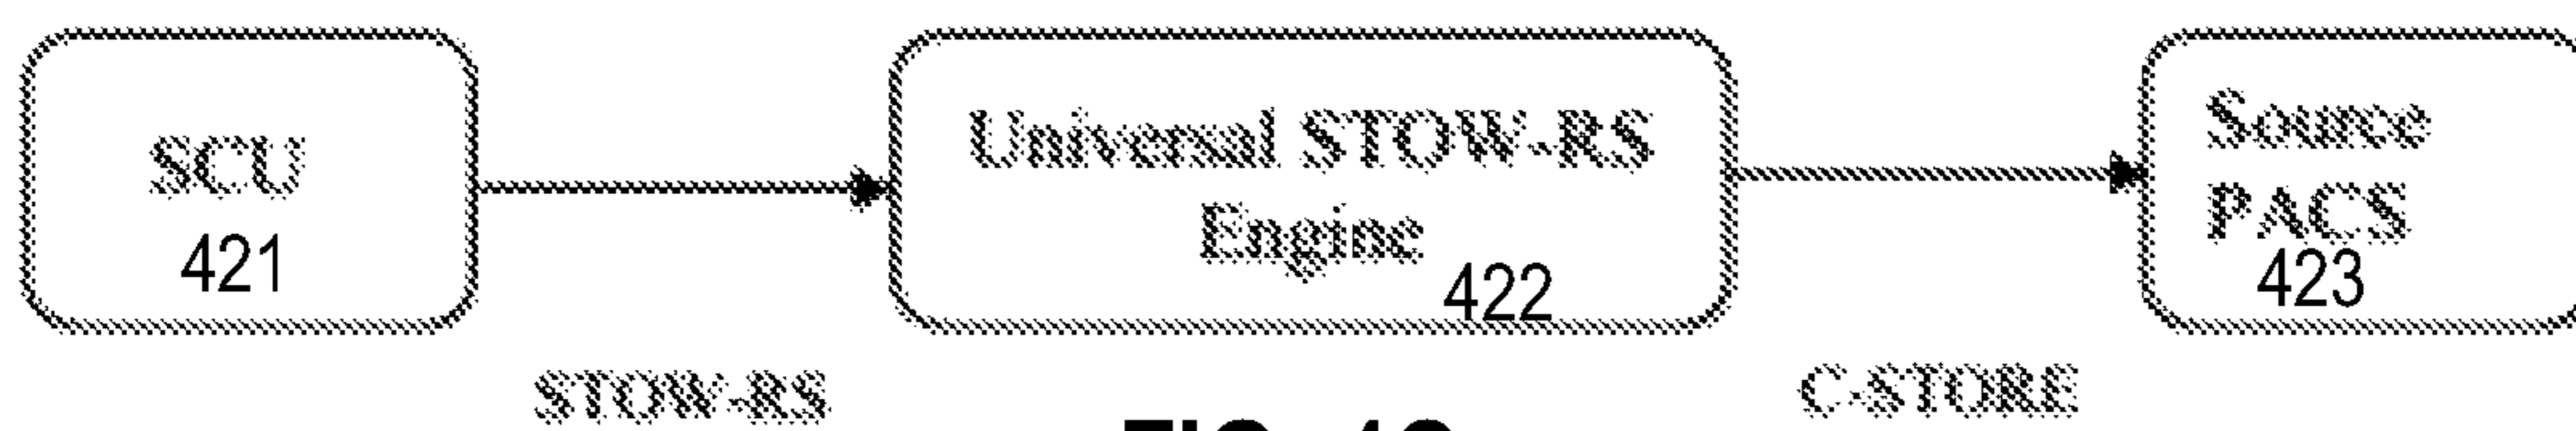 SCU
421
Universal STOW-RS
Engine
422
Source
PACS
423
STOW-RS
C-STORE